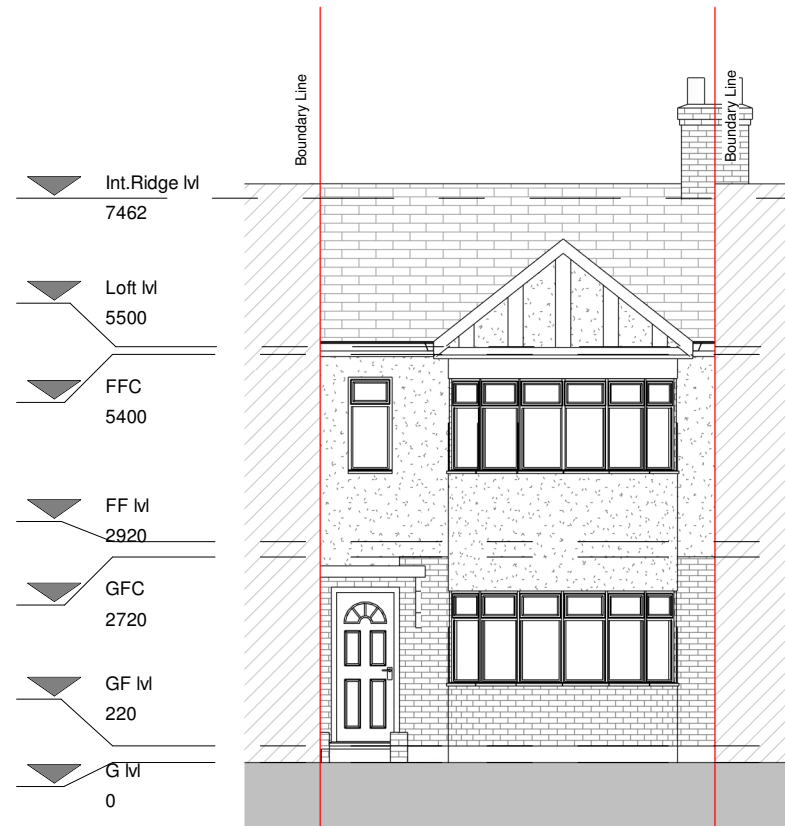 Boundary Line
Boundary Line
Int.Ridge lvl
7462
Loft lvl
5500
FFC
5400
FF lvl
2920
GFC
2720
GF lvl
220
G lvl
0